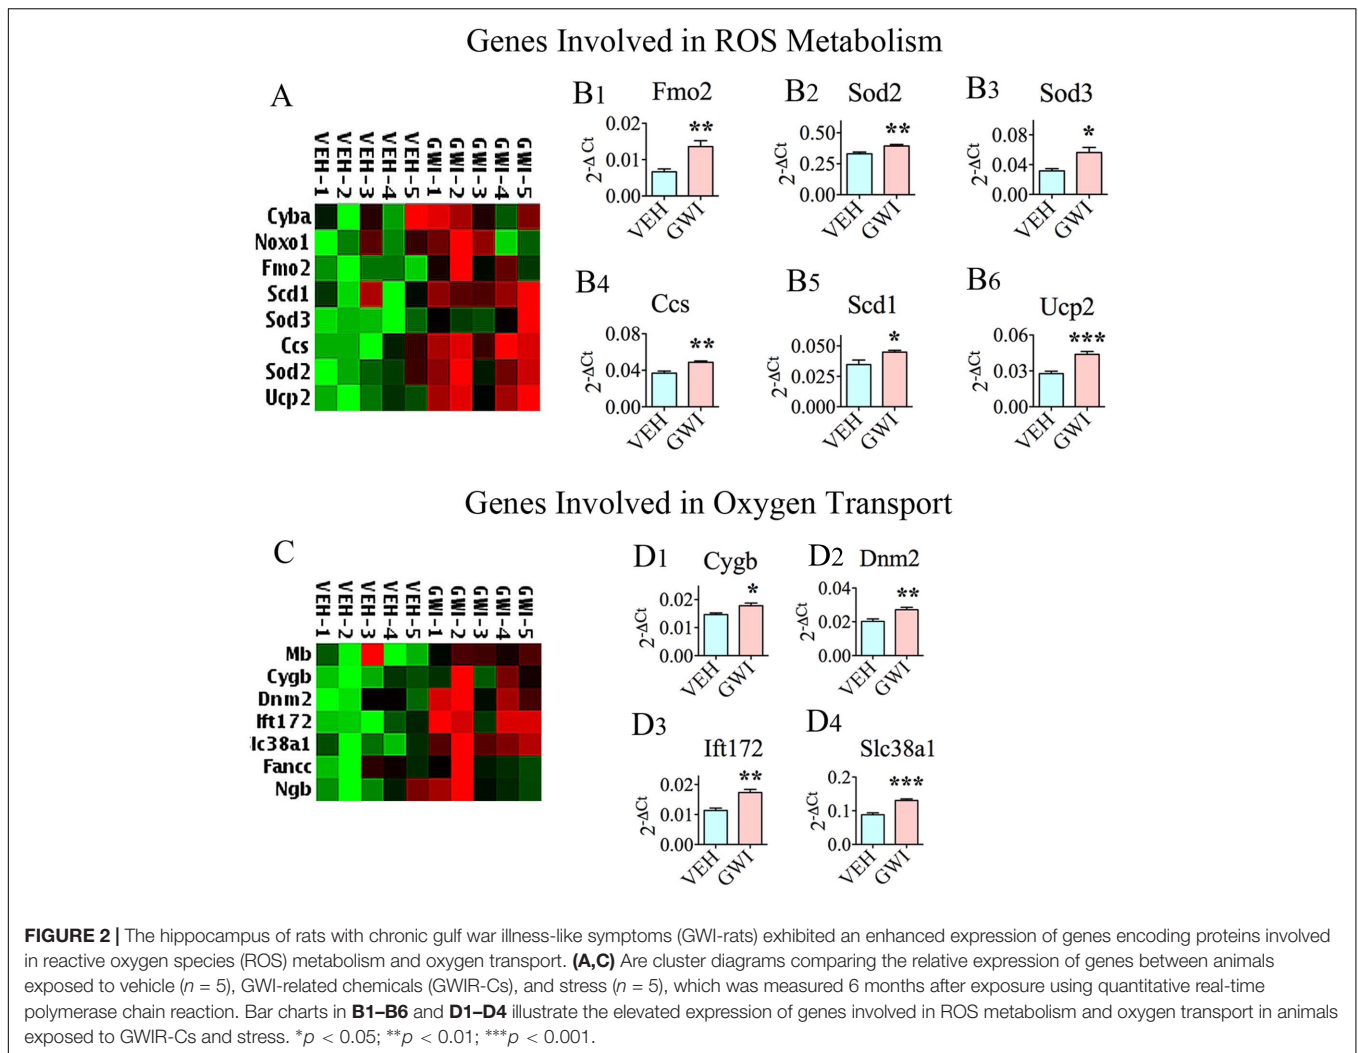 Genes Involved in ROS Metabolism
A
VEH-1
VEH-2
VEH-3
VEH-4
VEH-5
GWI-1
GWI-2
GWI-3
GWI-4
GWI-5
Cyba
Noxo1
Fmo2
Scd1
Sod3
Ccs
Sod2
Ucp2
B1
Fmo2
**
2-ΔCt
0.02
0.01
0.00
VEH
GWI
B2
Sod2
**
2-ΔCt
0.50
0.25
0.00
VEH
GWI
B3
Sod3
*
2-ΔCt
0.08
0.04
0.00
VEH
GWI
B4
Ccs
**
2-ΔCt
0.08
0.04
0.00
VEH
GWI
B5
Scd1
*
2-ΔCt
0.050
0.025
0.000
VEH
GWI
B6
Ucp2
***
2-ΔCt
0.06
0.03
0.00
VEH
GWI
Genes Involved in Oxygen Transport
C
VEH-1
VEH-2
VEH-3
VEH-4
VEH-5
GWI-1
GWI-2
GWI-3
GWI-4
GWI-5
Mb
Cygb
Dnm2
Ift172
lc38a1
Fancc
Ngb
D1
Cygb
*
2-ΔCt
0.02
0.01
0.00
VEH
GWI
D2
Dnm2
**
2-ΔCt
0.04
0.02
0.00
VEH
GWI
D3
Ift172
**
2-ΔCt
0.02
0.01
0.00
VEH
GWI
D4
Slc38a1
***
2-ΔCt
0.2
0.1
0.0
VEH
GWI
FIGURE 2 | The hippocampus of rats with chronic gulf war illness-like symptoms (GWI-rats) exhibited an enhanced expression of genes encoding proteins involved
in reactive oxygen species (ROS) metabolism and oxygen transport. (A,C) Are cluster diagrams comparing the relative expression of genes between animals
exposed to vehicle (n = 5), GWI-related chemicals (GWIR-Cs), and stress (n = 5), which was measured 6 months after exposure using quantitative real-time
polymerase chain reaction. Bar charts in B1–B6 and D1–D4 illustrate the elevated expression of genes involved in ROS metabolism and oxygen transport in animals
exposed to GWIR-Cs and stress. *p < 0.05; **p < 0.01; ***p < 0.001.